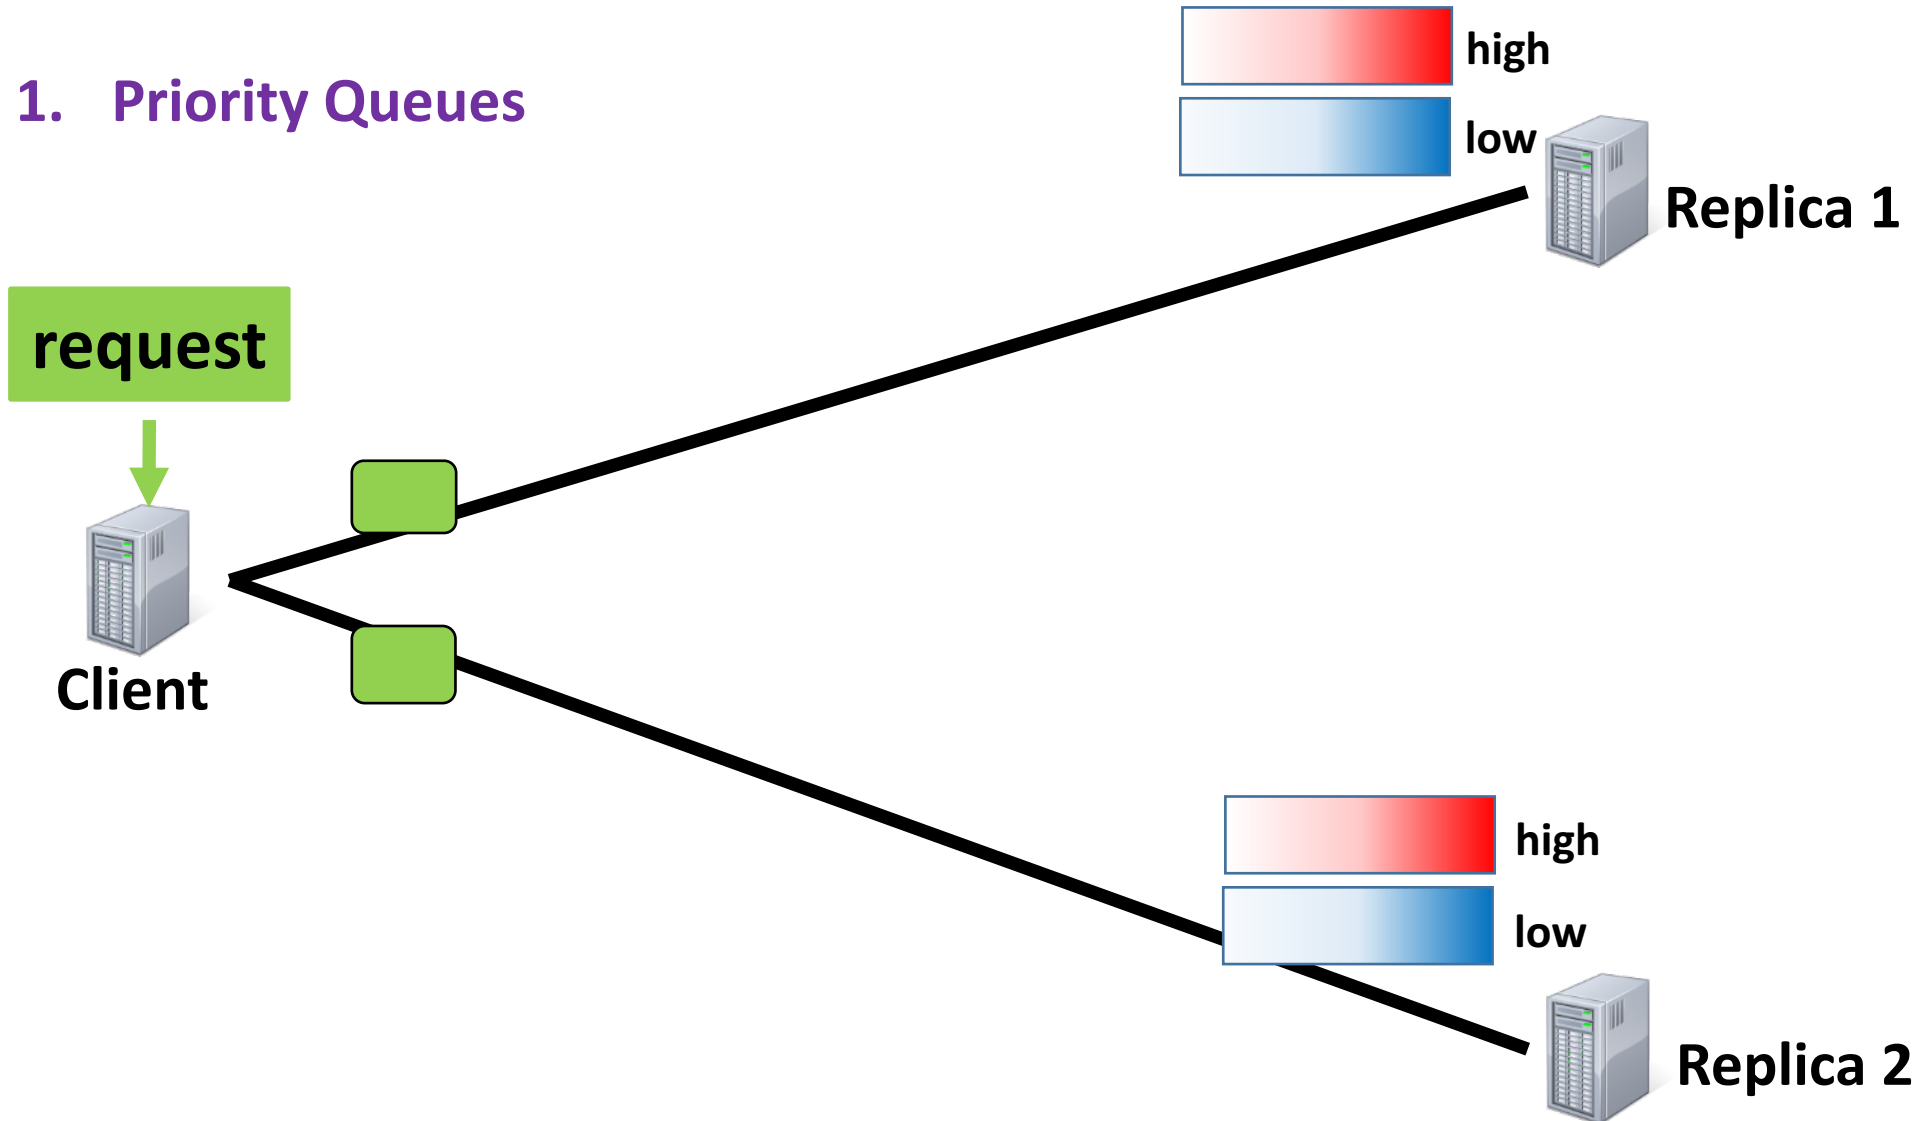 1. Priority Queues
high
low
Replica 1
request
Client
high
low
Replica 2